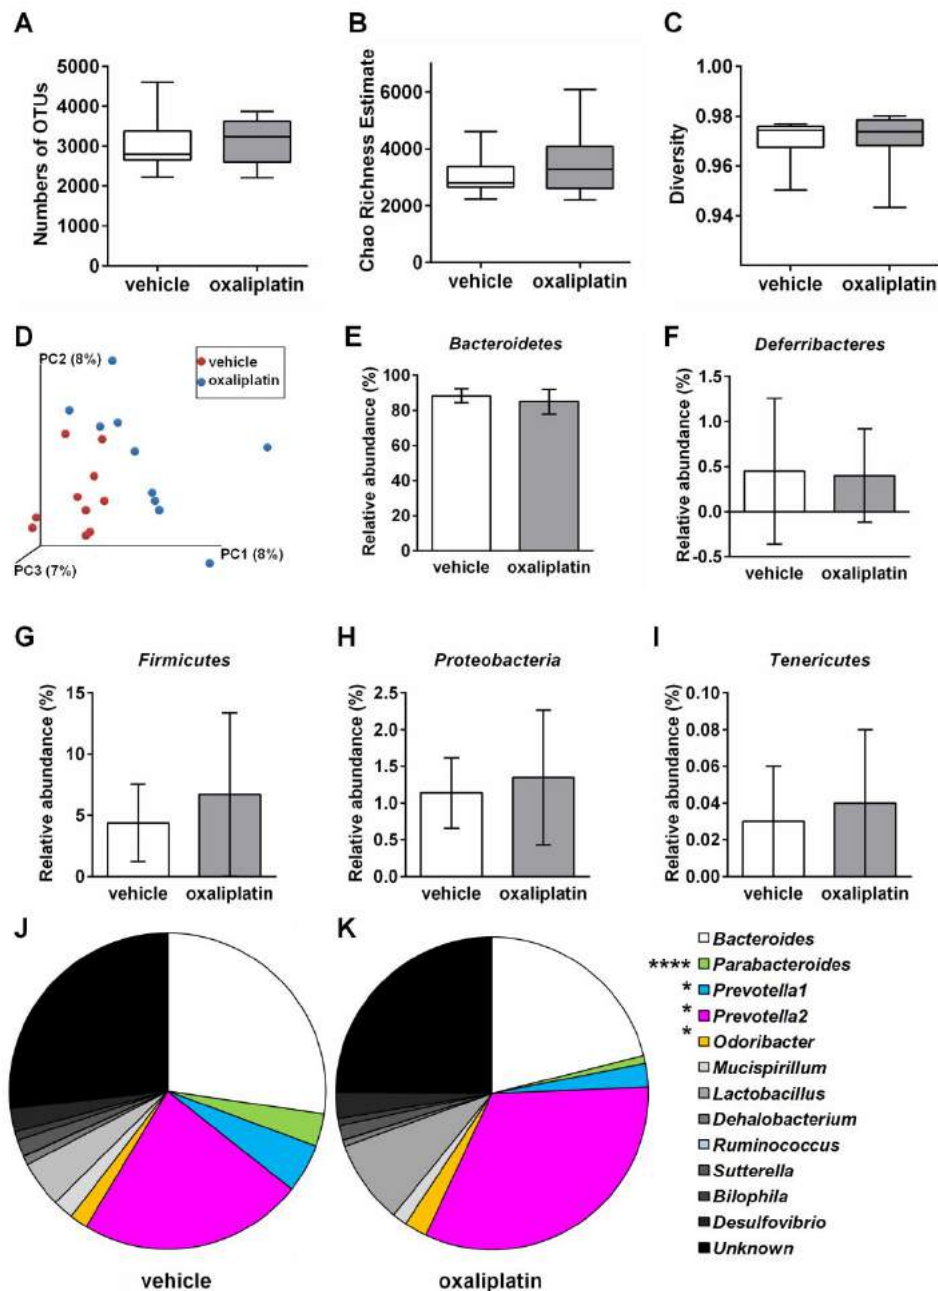 A
Numbers of OTUs
5000
4000
3000
2000
1000
0
vehicle
oxaliplatin
B
Chao Richness Estimate
6000
4000
2000
0
vehicle
oxaliplatin
C
Diversity
1.00
0.98
0.96
0.94
vehicle
oxaliplatin
D
PC2 (8%)
vehicle
oxaliplatin
PC1 (8%)
PC3 (7%)
E
Bacteroidetes
Relative abundance (%)
100
80
60
40
20
0
vehicle
oxaliplatin
F
Deferribacteres
Relative abundance (%)
1.5
1.0
0.5
0.0
-0.5
vehicle
oxaliplatin
G
Firmicutes
Relative abundance (%)
15
10
5
0
vehicle
oxaliplatin
H
Proteobacteria
Relative abundance (%)
2.5
2.0
1.5
1.0
0.5
0.0
vehicle
oxaliplatin
I
Tenericutes
Relative abundance (%)
0.10
0.08
0.06
0.04
0.02
0.00
vehicle
oxaliplatin
J
vehicle
K
oxaliplatin
Bacteroides
**** Parabacteroides
* Prevotella1
* Prevotella2
* Odoribacter
Mucispirillum
Lactobacillus
Dehalobacterium
Ruminococcus
Sutterella
Bilophila
Desulfovibrio
Unknown